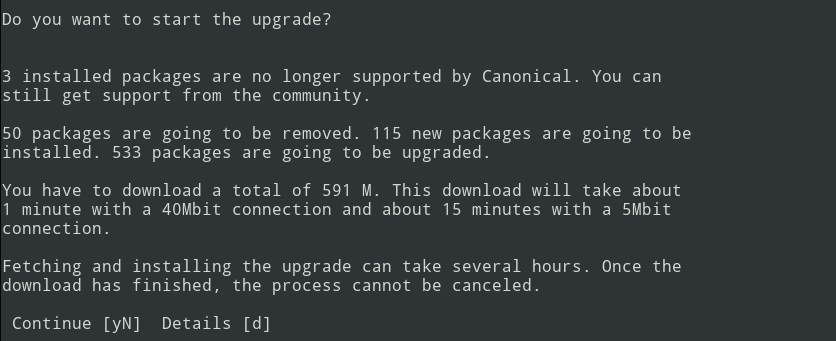 Do you want to start the upgrade?
3 installed packages are no longer supported by Canonical. You can
still get support from the community.
50 packages are going to be removed. 115 new packages are going to be
installed. 533 packages are going to be upgraded.
You have to download a total of 591 M. This download will take about
1 minute with a 40Mbit connection and about 15 minutes with a 5Mbit
connection.
Fetching and installing the upgrade can take several hours. Once the
download has finished, the process cannot be canceled.
Continue [yN]  Details [d]